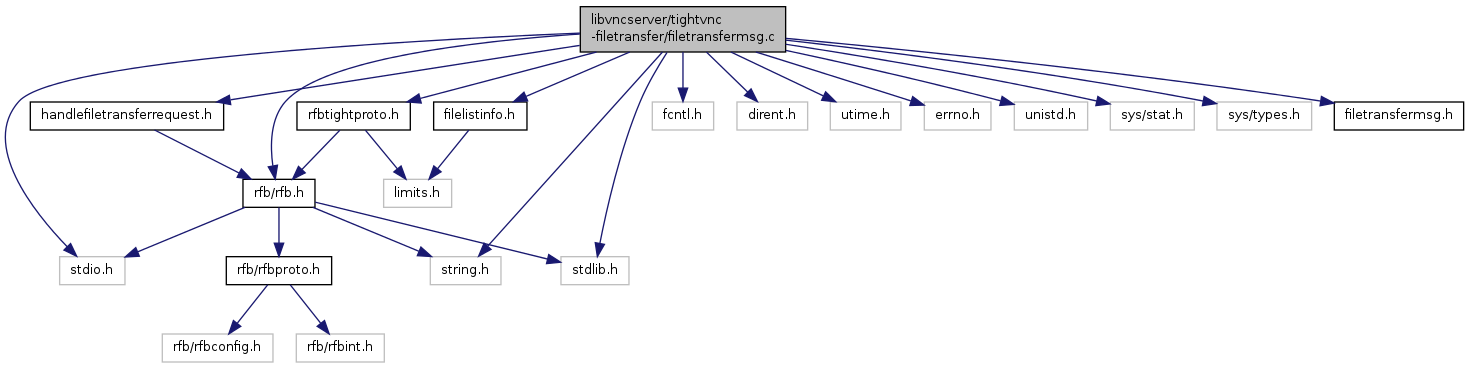 libvncserver/tightvnc
-filetransfer/filetransfermsg.c
handlefiletransferrequest.h
rfbtightproto.h
filelistinfo.h
fcntl.h
dirent.h
utime.h
errno.h
unistd.h
sys/stat.h
sys/types.h
filetransfermsg.h
rfb/rfb.h
limits.h
stdio.h
rfb/rfbproto.h
string.h
stdlib.h
rfb/rfbconfig.h
rfb/rfbint.h